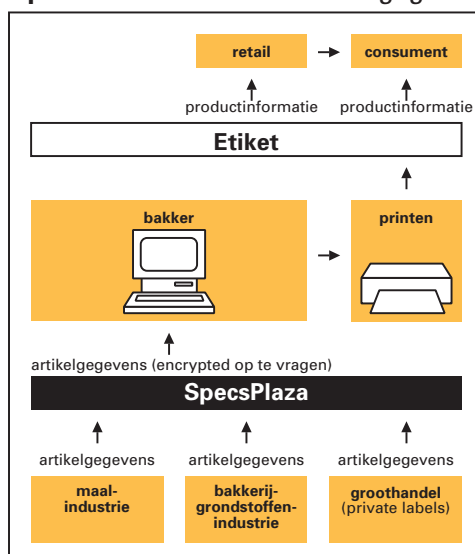 retail
consument
productinformatie
productinformatie
Etiket
bakker
printen
artikelgegevens (encrypted op te vragen)
SpecsPlaza
artikelgegevens
artikelgegevens
artikelgegevens
maal-
industrie
bakkerij-
grondstoffen-
industrie
groothandel
(private labels)